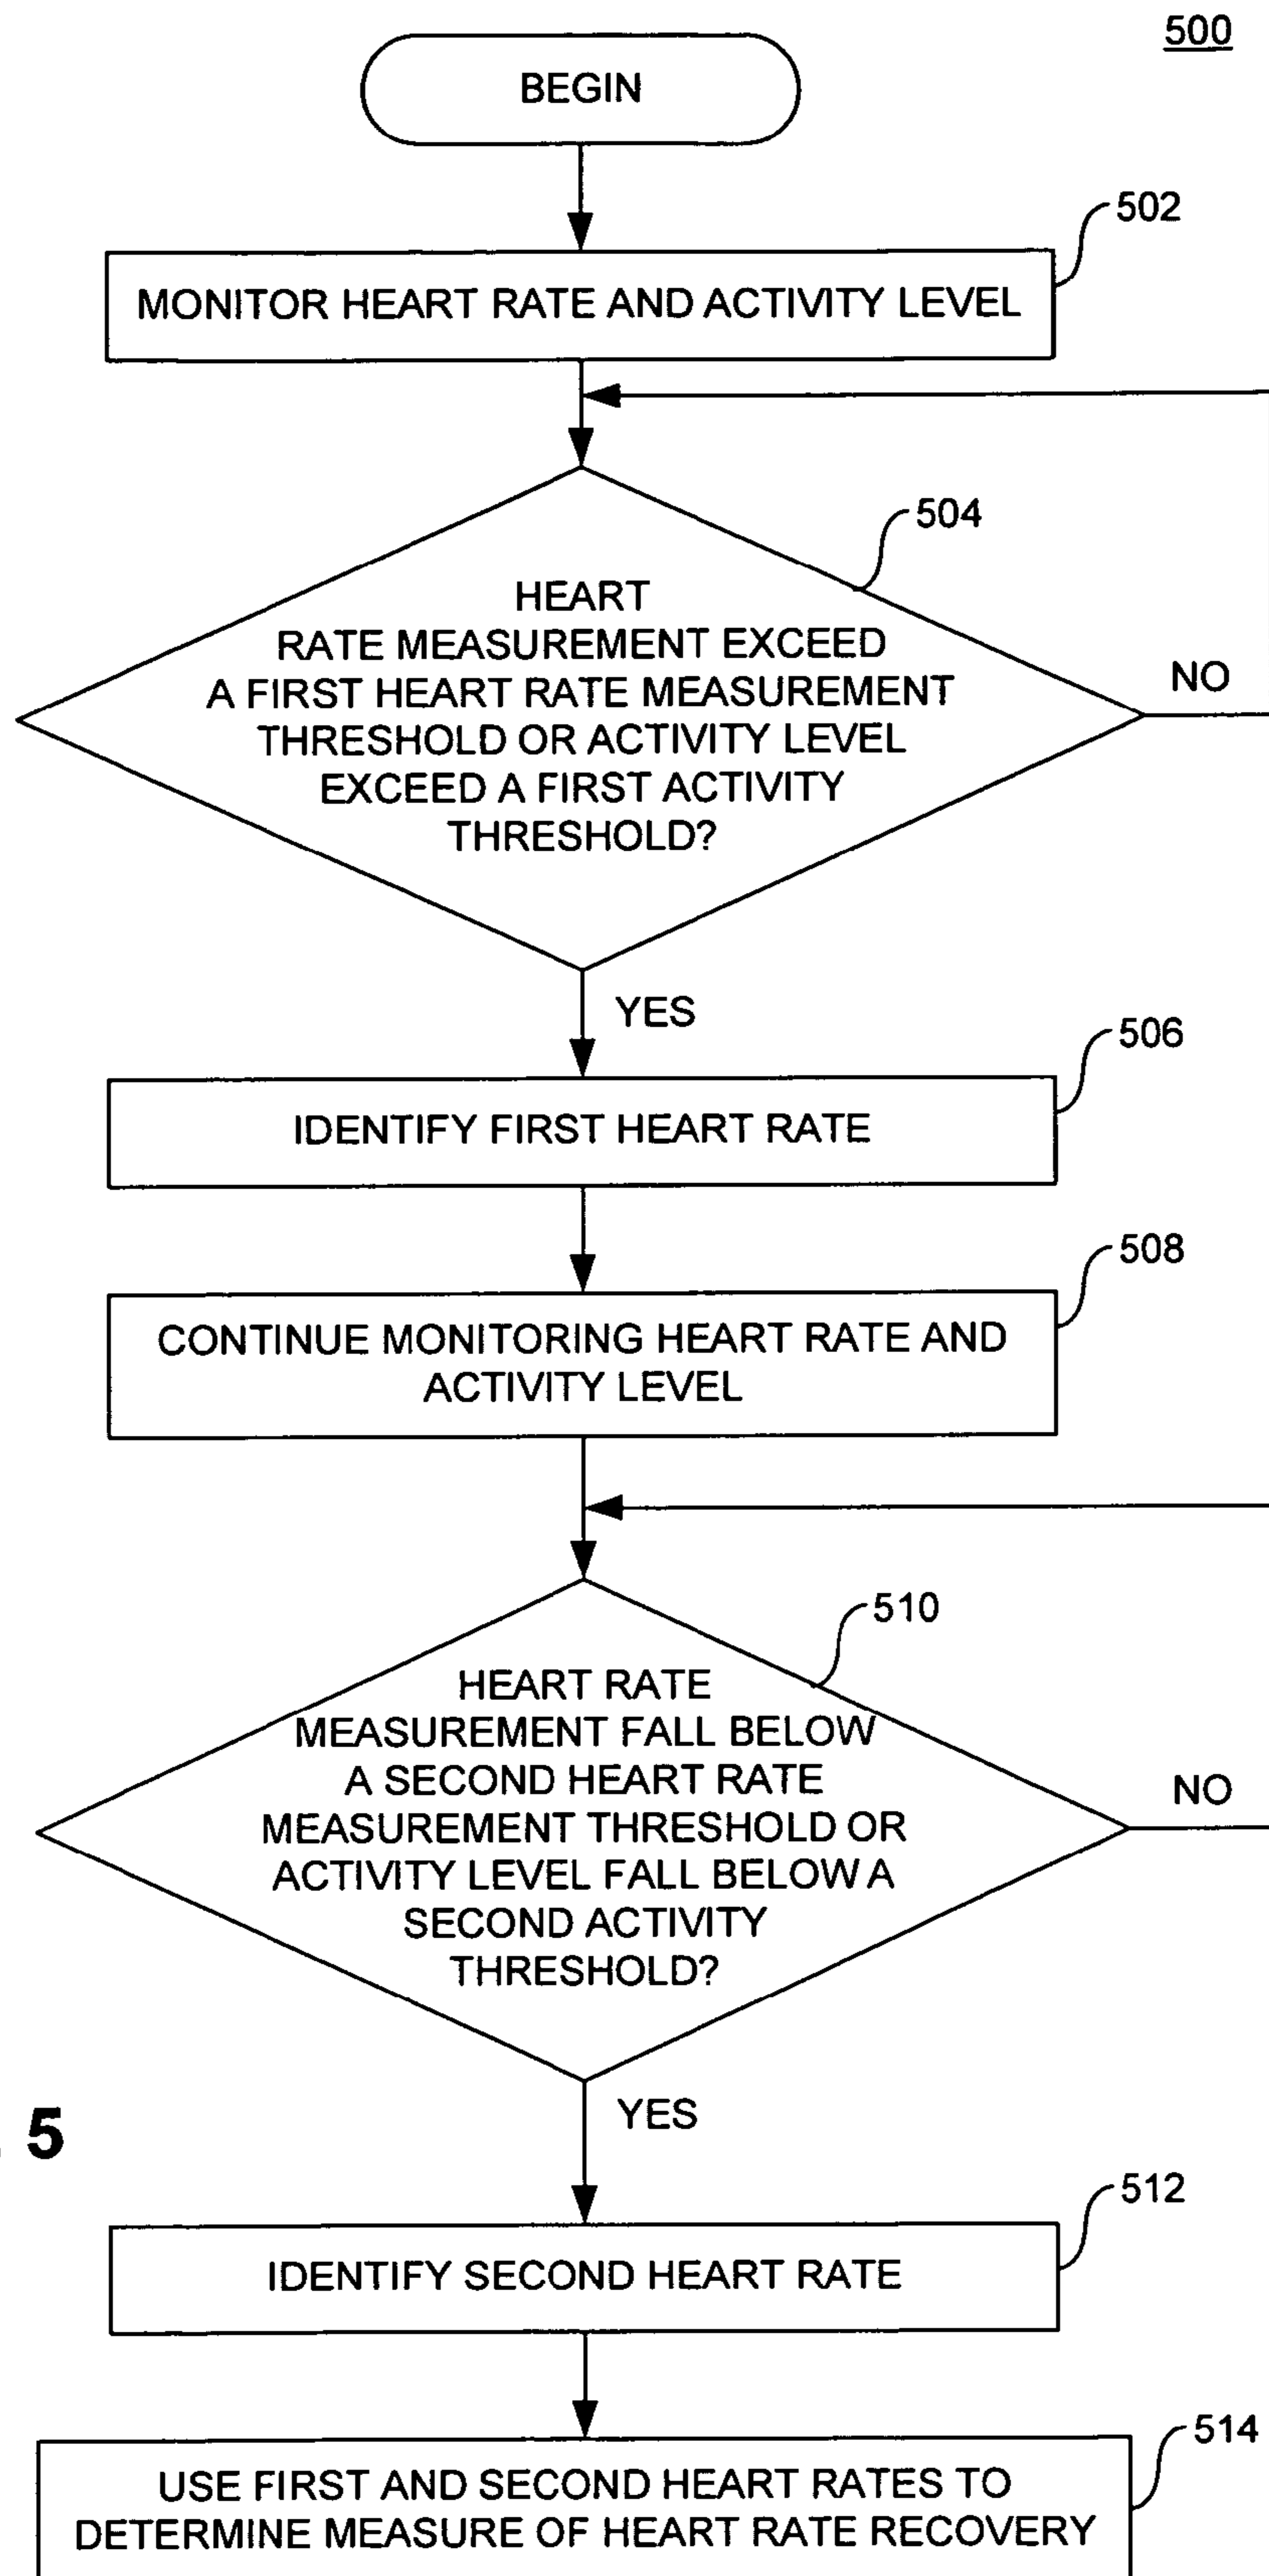 500
BEGIN
502
MONITOR HEART RATE AND ACTIVITY LEVEL
504
HEART
RATE MEASUREMENT EXCEED
A FIRST HEART RATE MEASUREMENT
THRESHOLD OR ACTIVITY LEVEL
EXCEED A FIRST ACTIVITY
THRESHOLD?
NO
YES
506
IDENTIFY FIRST HEART RATE
508
CONTINUE MONITORING HEART RATE AND
ACTIVITY LEVEL
510
HEART RATE
MEASUREMENT FALL BELOW
A SECOND HEART RATE
MEASUREMENT THRESHOLD OR
ACTIVITY LEVEL FALL BELOW A
SECOND ACTIVITY
THRESHOLD?
NO
YES
5
512
IDENTIFY SECOND HEART RATE
514
USE FIRST AND SECOND HEART RATES TO
DETERMINE MEASURE OF HEART RATE RECOVERY